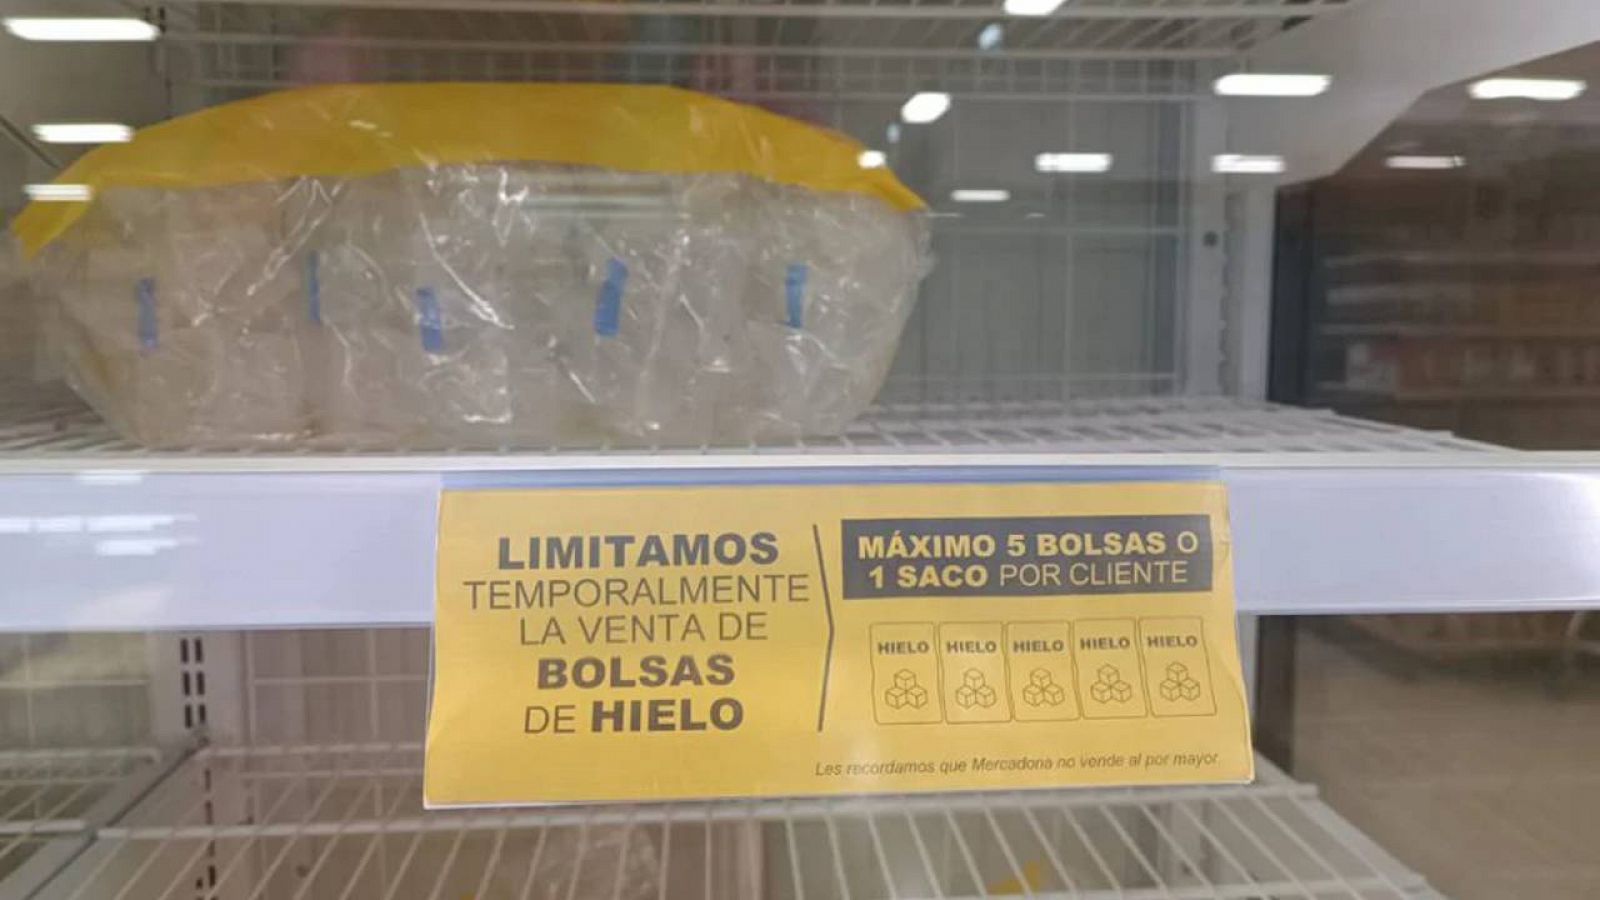 LIMITAMOS
TEMPORALMENTE
LA VENTA DE
BOLSAS
DE HIELO
MÁXIMO 5 BOLSAS O
1 SACO POR CLIENTE
HIELO HIELO HIELO HIELO HIELO
Les recordamos que Mercadona no vende al por mayor